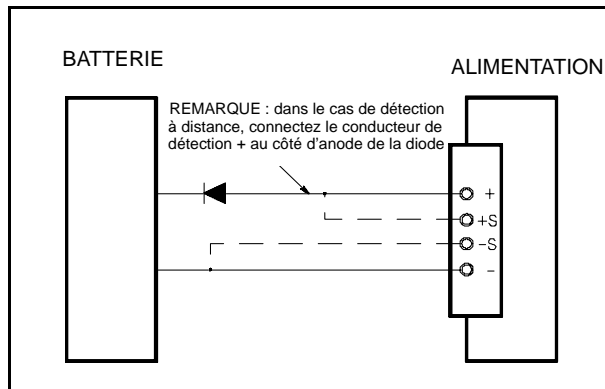 BATTERIE
ALIMENTATION
REMARQUE : dans le cas de détection
à distance, connectez le conducteur de
détection + au côté d'anode de la diode
+
+S
-S
-